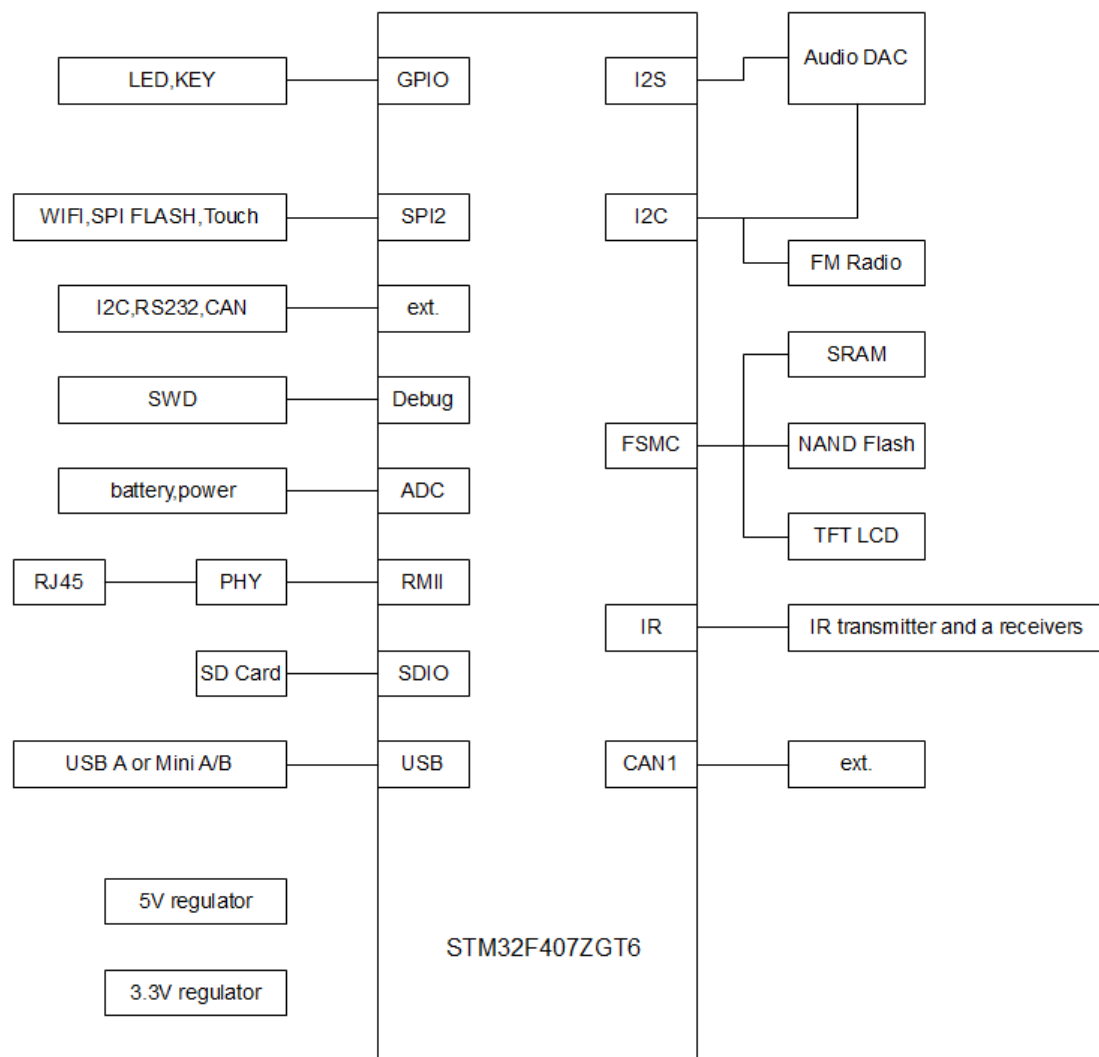 LED,KEY
GPIO
I2S
Audio DAC
WIFI,SPI FLASH,Touch
SPI2
I2C
FM Radio
I2C,RS232,CAN
ext.
SRAM
SWD
Debug
FSMC
NAND Flash
battery,power
ADC
TFT LCD
RJ45
PHY
RMII
IR
IR transmitter and a receivers
SD Card
SDIO
USB A or Mini A/B
USB
CAN1
ext.
5V regulator
STM32F407ZGT6
3.3V regulator